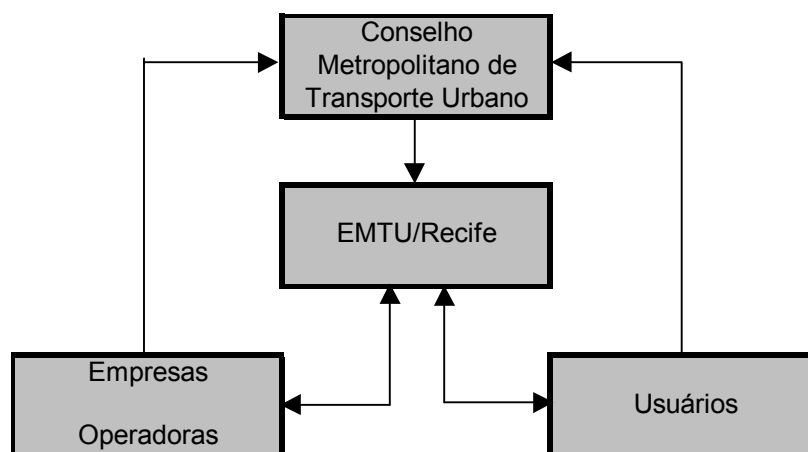 Conselho
Metropolitano de
Transporte Urbano
EMTU/Recife
Empresas
Operadoras
Usuários